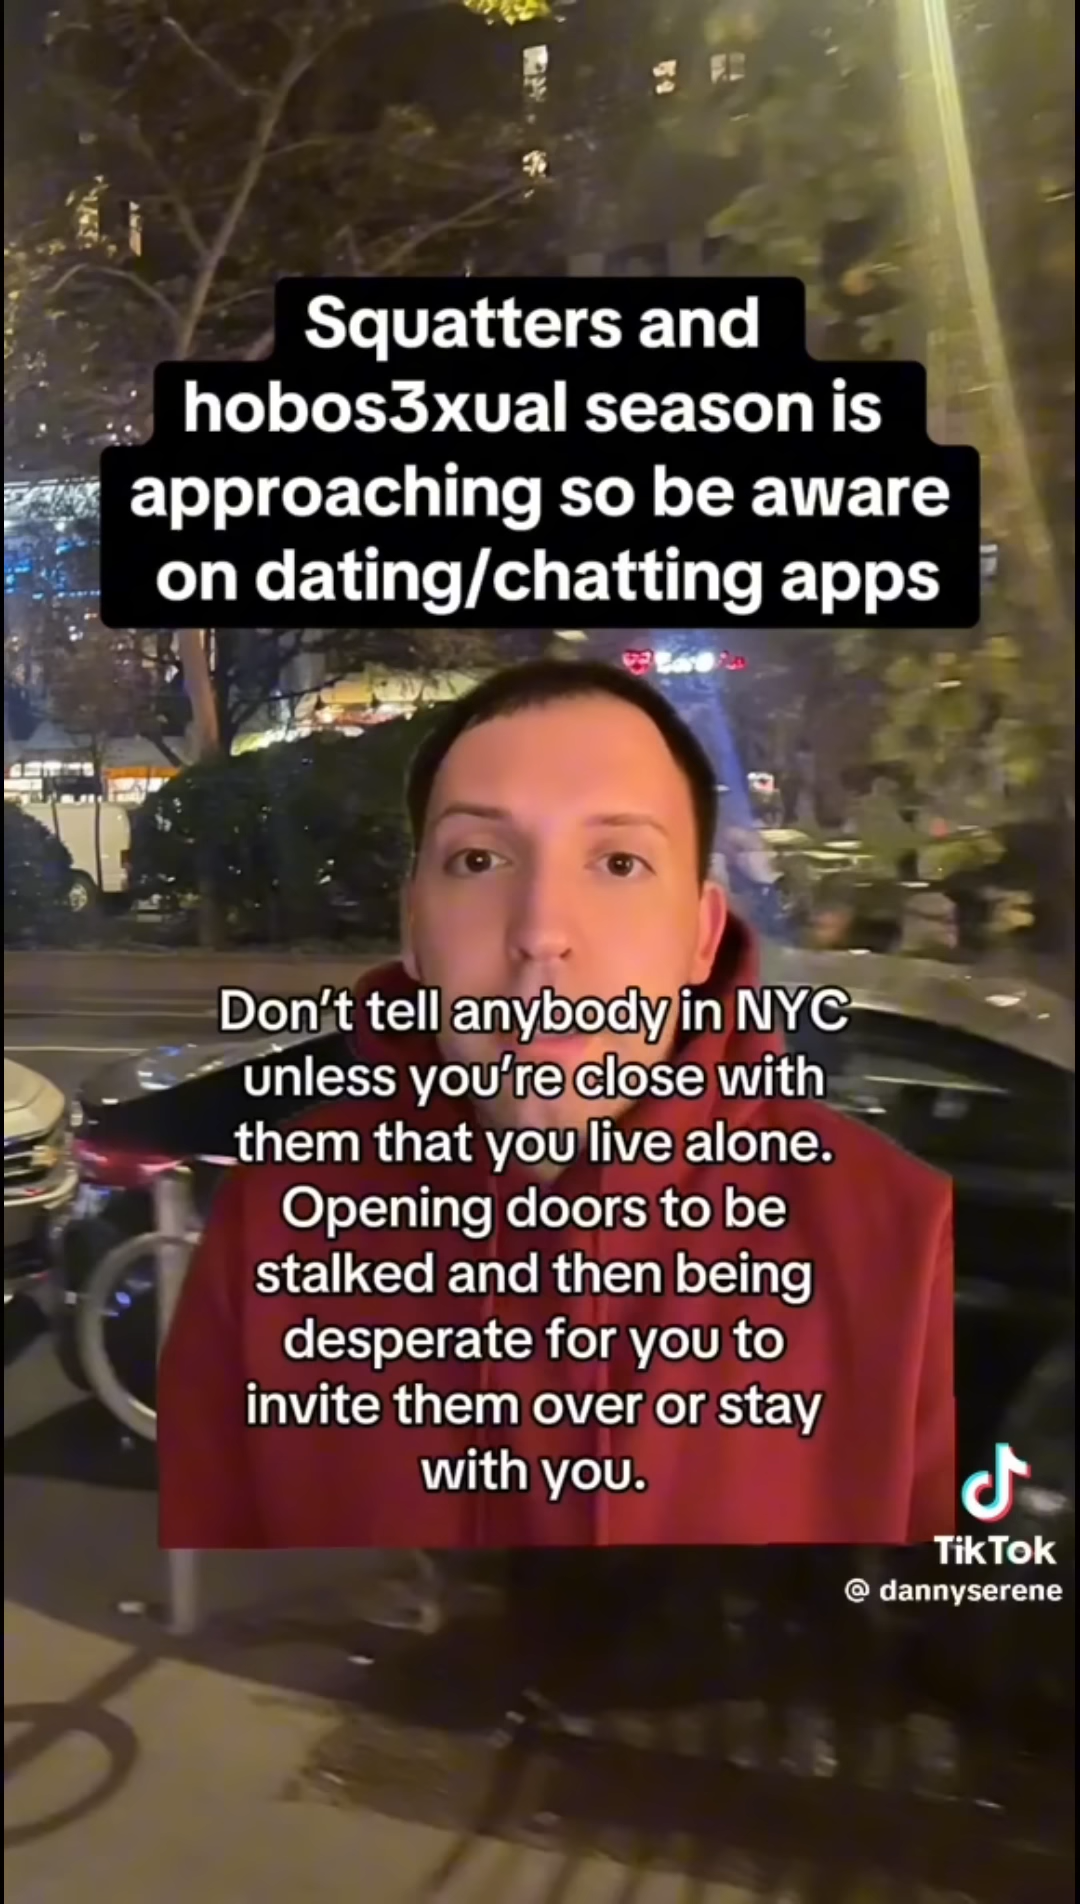 Squatters and
hobos3xual season is
approaching so be aware
on dating/chatting apps
Don't tell anybody in NYC
unless you're close with
them that you live alone.
Opening doors to be
stalked and then being
desperate for you to
invite them over or stay
with you.
TikTok
@ dannyserene